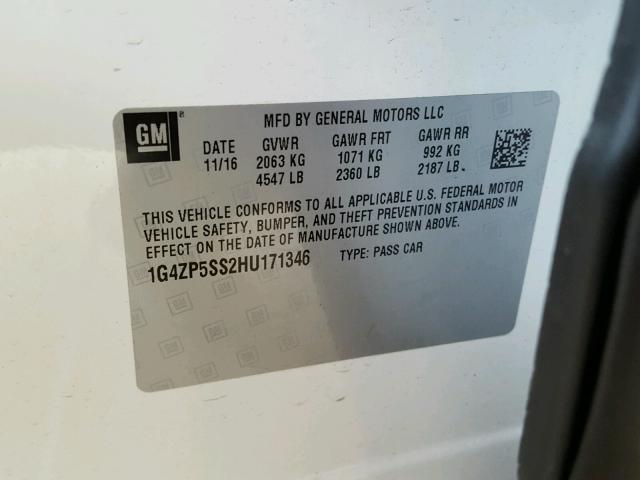 GM
MFD BY GENERAL MOTORS LLC
DATE GVWR GAWR FRT GAWR RR
11/16 2063 KG 1071 KG 992 KG
4547 LB 2360 LB 2187 LB
THIS VEHICLE CONFORMS TO ALL APPLICABLE U.S. FEDERAL MOTOR
VEHICLE SAFETY, BUMPER, AND THEFT PREVENTION STANDARDS IN
EFFECT ON THE DATE OF MANUFACTURE SHOWN ABOVE.
1G4ZP5SS2HU171346 TYPE: PASS CAR